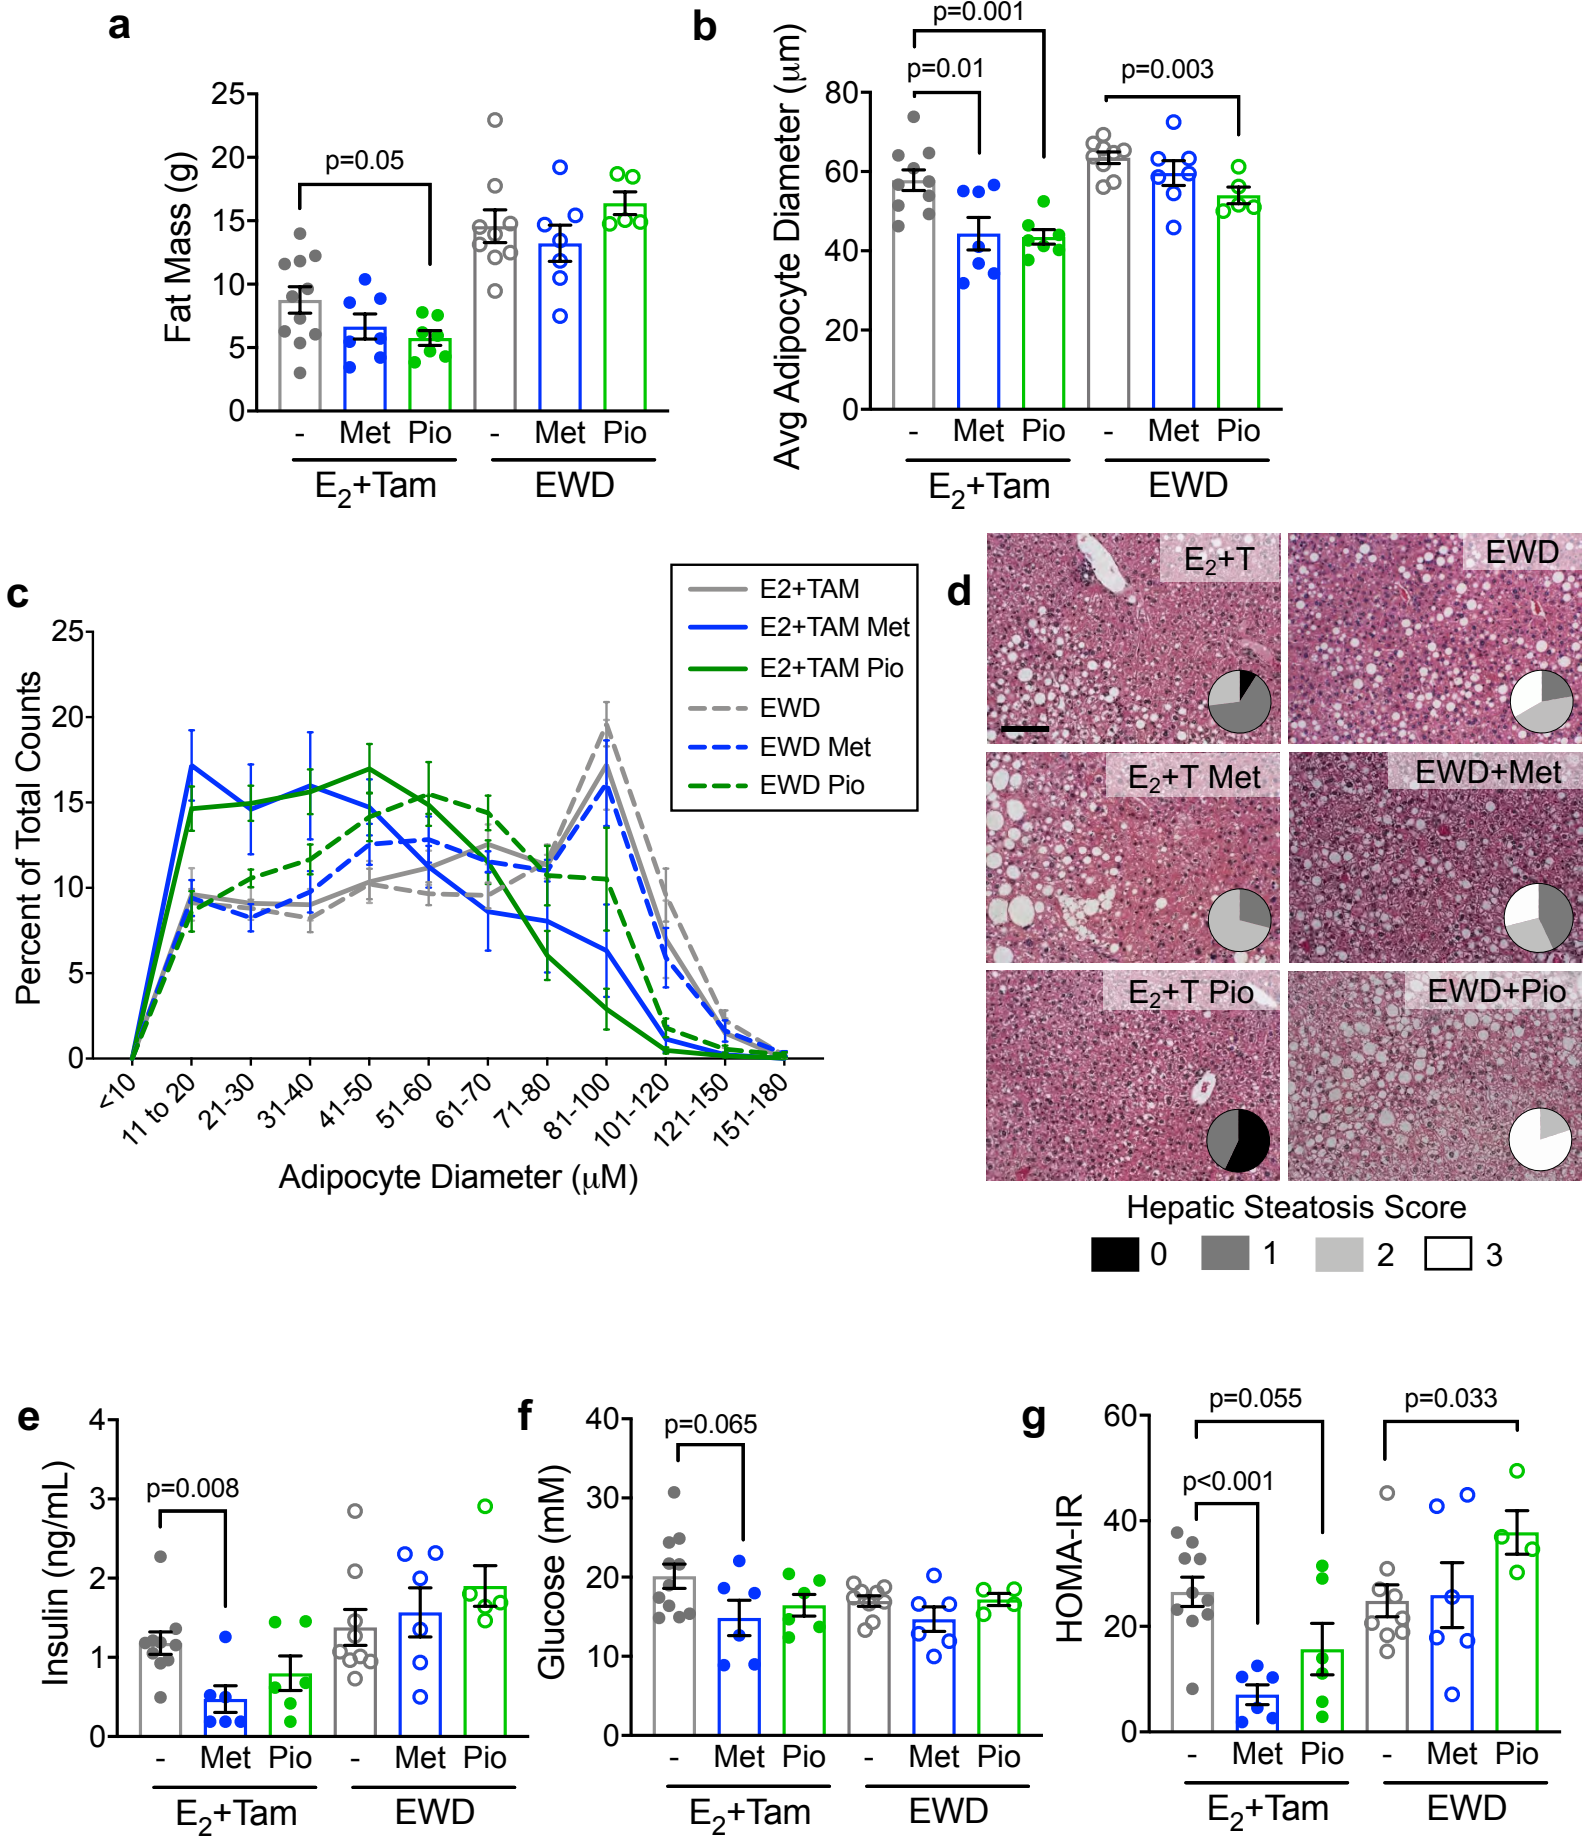 a
Fat Mass (g)
25
20
15
10
5
0
p=0.05
- Met Pio - Met Pio
E2+Tam EWD
b
Avg Adipocyte Diameter (μm)
80
60
40
20
0
p=0.001
p=0.01
p=0.003
- Met Pio - Met Pio
E2+Tam EWD
c
Percent of Total Counts
25
20
15
10
5
0
E2+TAM
E2+TAM Met
E2+TAM Pio
EWD
EWD Met
EWD Pio
<10 11 to 20 21-30 31-40 41-50 51-60 61-70 71-80 81-100 101-120 121-150 151-180
Adipocyte Diameter (μM)
d
E2+T EWD
E2+T Met EWD+Met
E2+T Pio EWD+Pio
Hepatic Steatosis Score
0 1 2 3
e
Insulin (ng/mL)
4
3
2
1
0
p=0.008
- Met Pio - Met Pio
E2+Tam EWD
f
Glucose (mM)
40
30
20
10
0
p=0.065
- Met Pio - Met Pio
E2+Tam EWD
g
HOMA-IR
60
40
20
0
p=0.055
p<0.001
p=0.033
- Met Pio - Met Pio
E2+Tam EWD